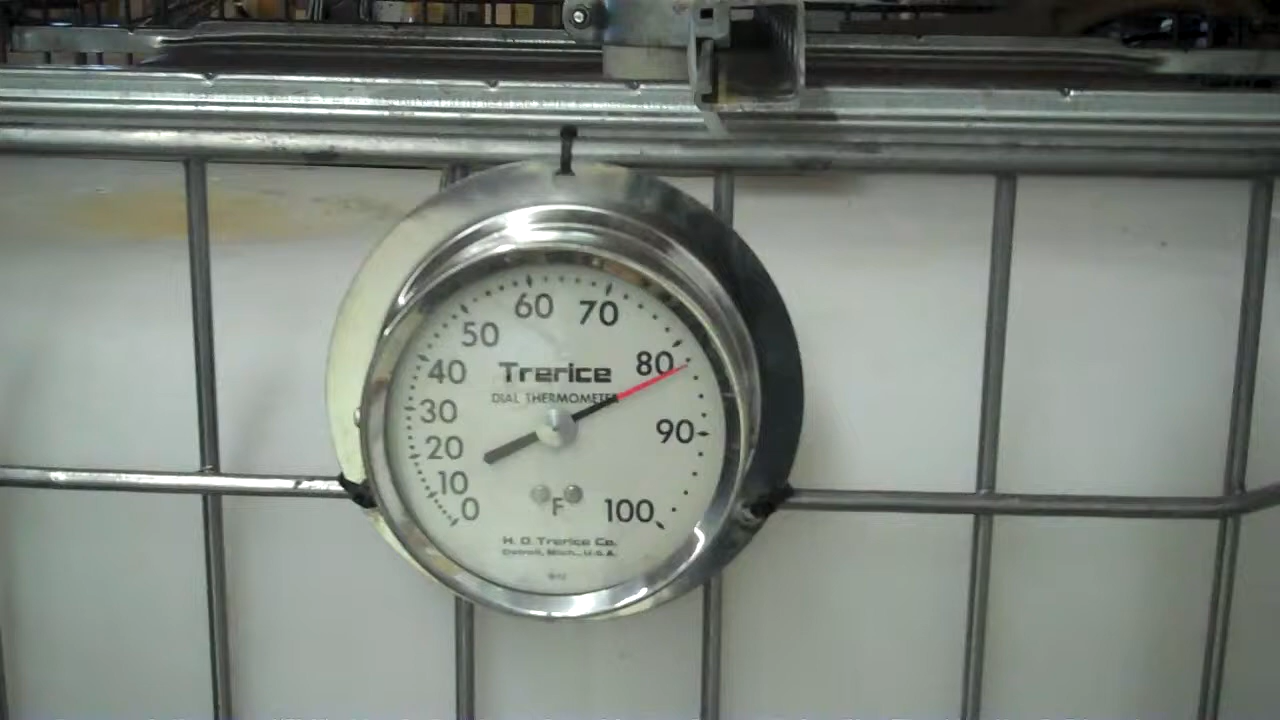 60 70
50
40 80
Trerice
DIAL THERMOMETER
30
90
20
10
0 F 100
H. O. Trerice Co.
Detroit, Mich., U.S.A.